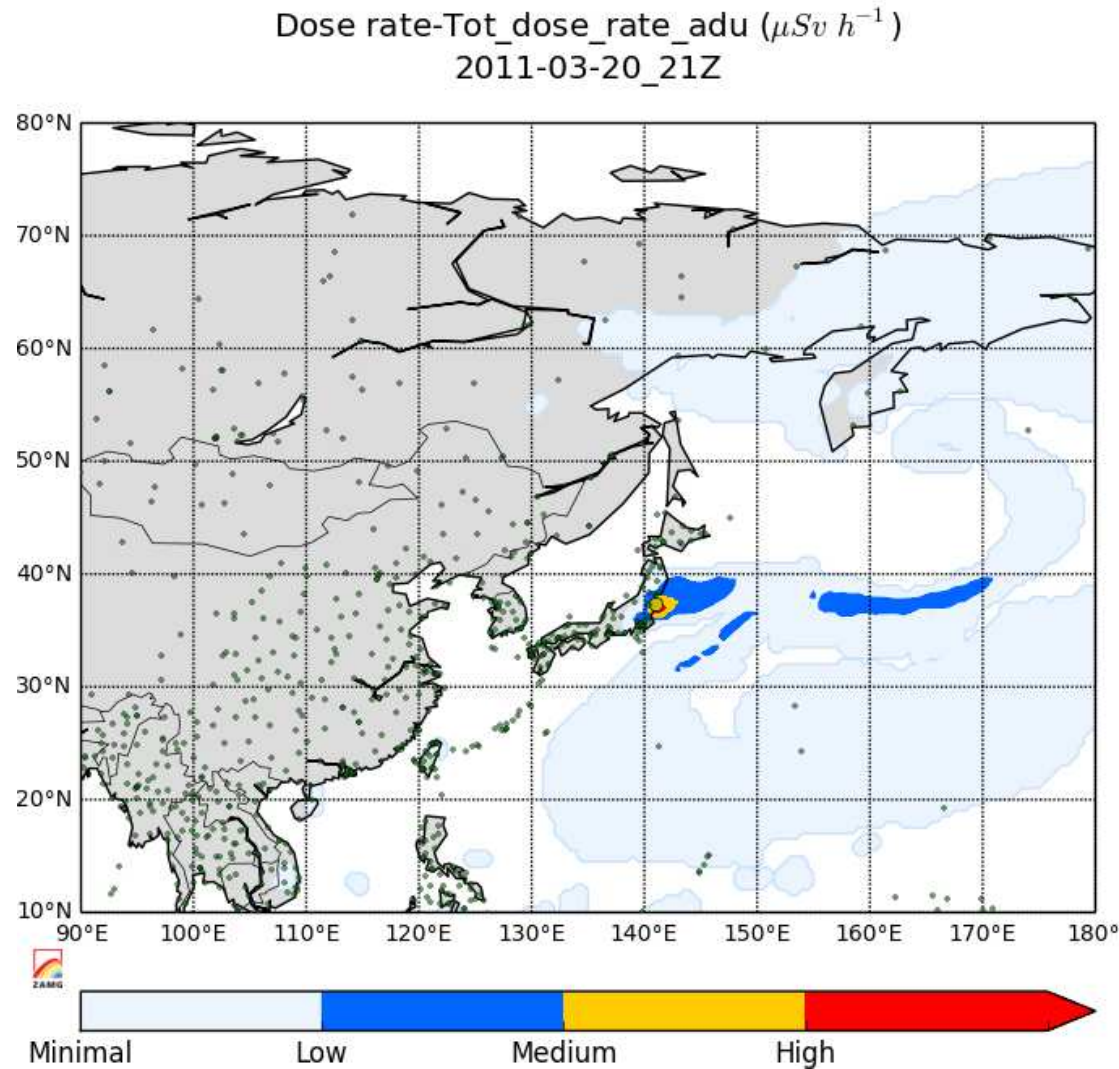 Dose rate-Tot_dose_rate_adu (μSv h⁻¹)
2011-03-20_21Z
80°N
70°N
60°N
50°N
40°N
30°N
20°N
10°N
90°E 100°E 110°E 120°E 130°E 140°E 150°E 160°E 170°E 180°
ZAMG
Minimal Low Medium High